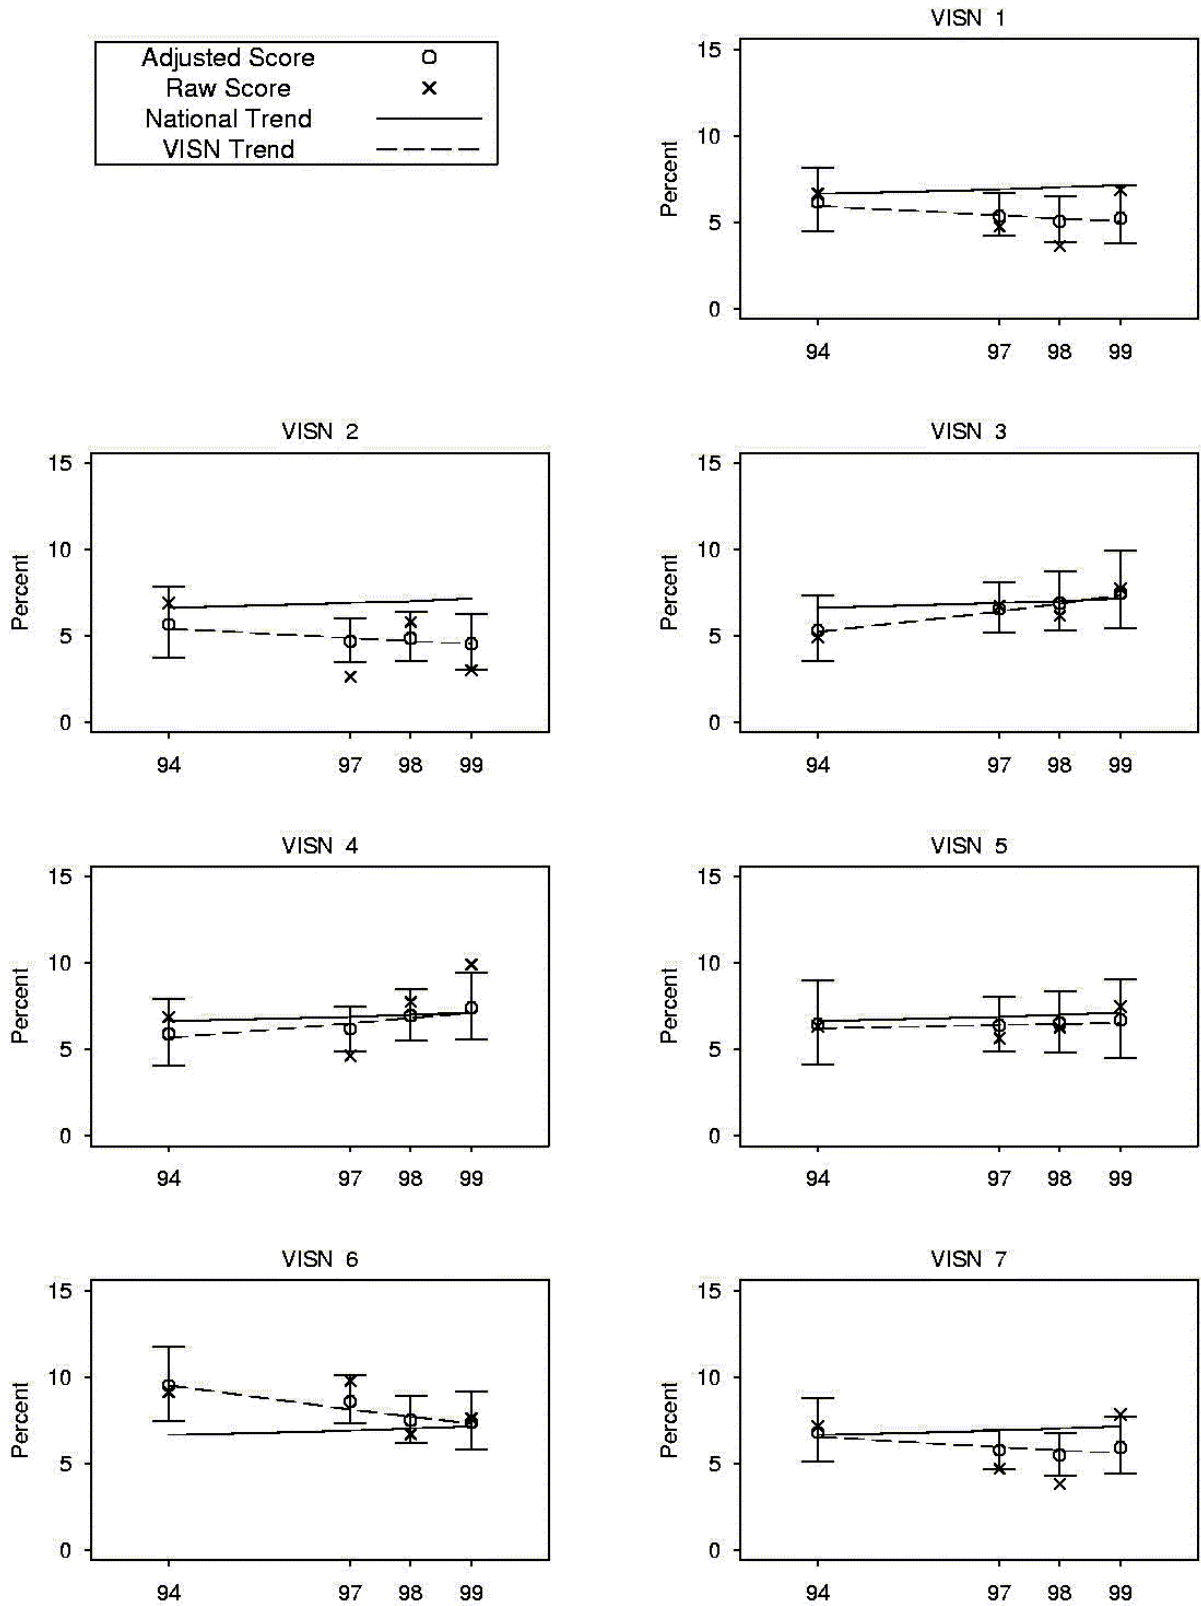 VISN 1
Adjusted Score
Raw Score
National Trend
VISN Trend
15
10
5
0
Percent
94 97 98 99
VISN 2
15
10
5
0
Percent
94 97 98 99
VISN 3
15
10
5
0
Percent
94 97 98 99
VISN 4
15
10
5
0
Percent
94 97 98 99
VISN 5
15
10
5
0
Percent
94 97 98 99
VISN 6
15
10
5
0
Percent
94 97 98 99
VISN 7
15
10
5
0
Percent
94 97 98 99